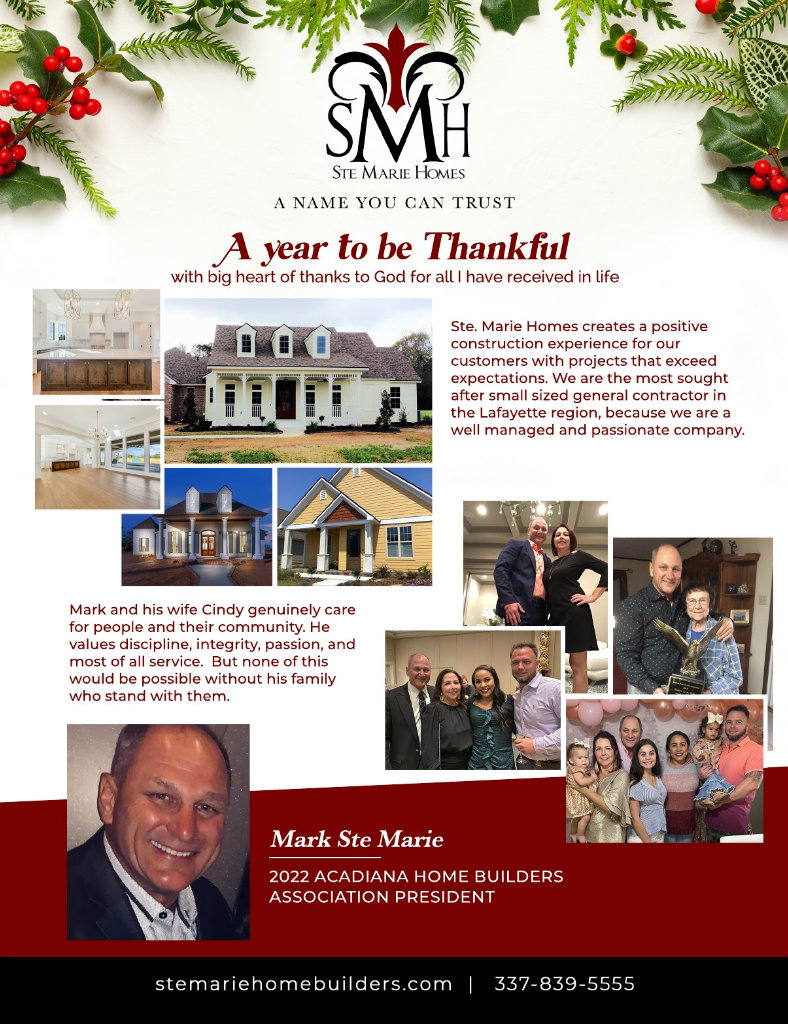 SMH
STE MARIE HOMES
A NAME YOU CAN TRUST
A year to be Thankful
with big heart of thanks to God for all I have received in life
Ste. Marie Homes creates a positive
construction experience for our
customers with projects that exceed
expectations. We are the most sought
after small sized general contractor in
the Lafayette region, because we are a
well managed and passionate company.
Mark and his wife Cindy genuinely care
for people and their community. He
values discipline, integrity, passion, and
most of all service. But none of this
would be possible without his family
who stand with them.
Mark Ste Marie
2022 ACADIANA HOME BUILDERS
ASSOCIATION PRESIDENT
stemariehomebuilders.com | 337-839-5555